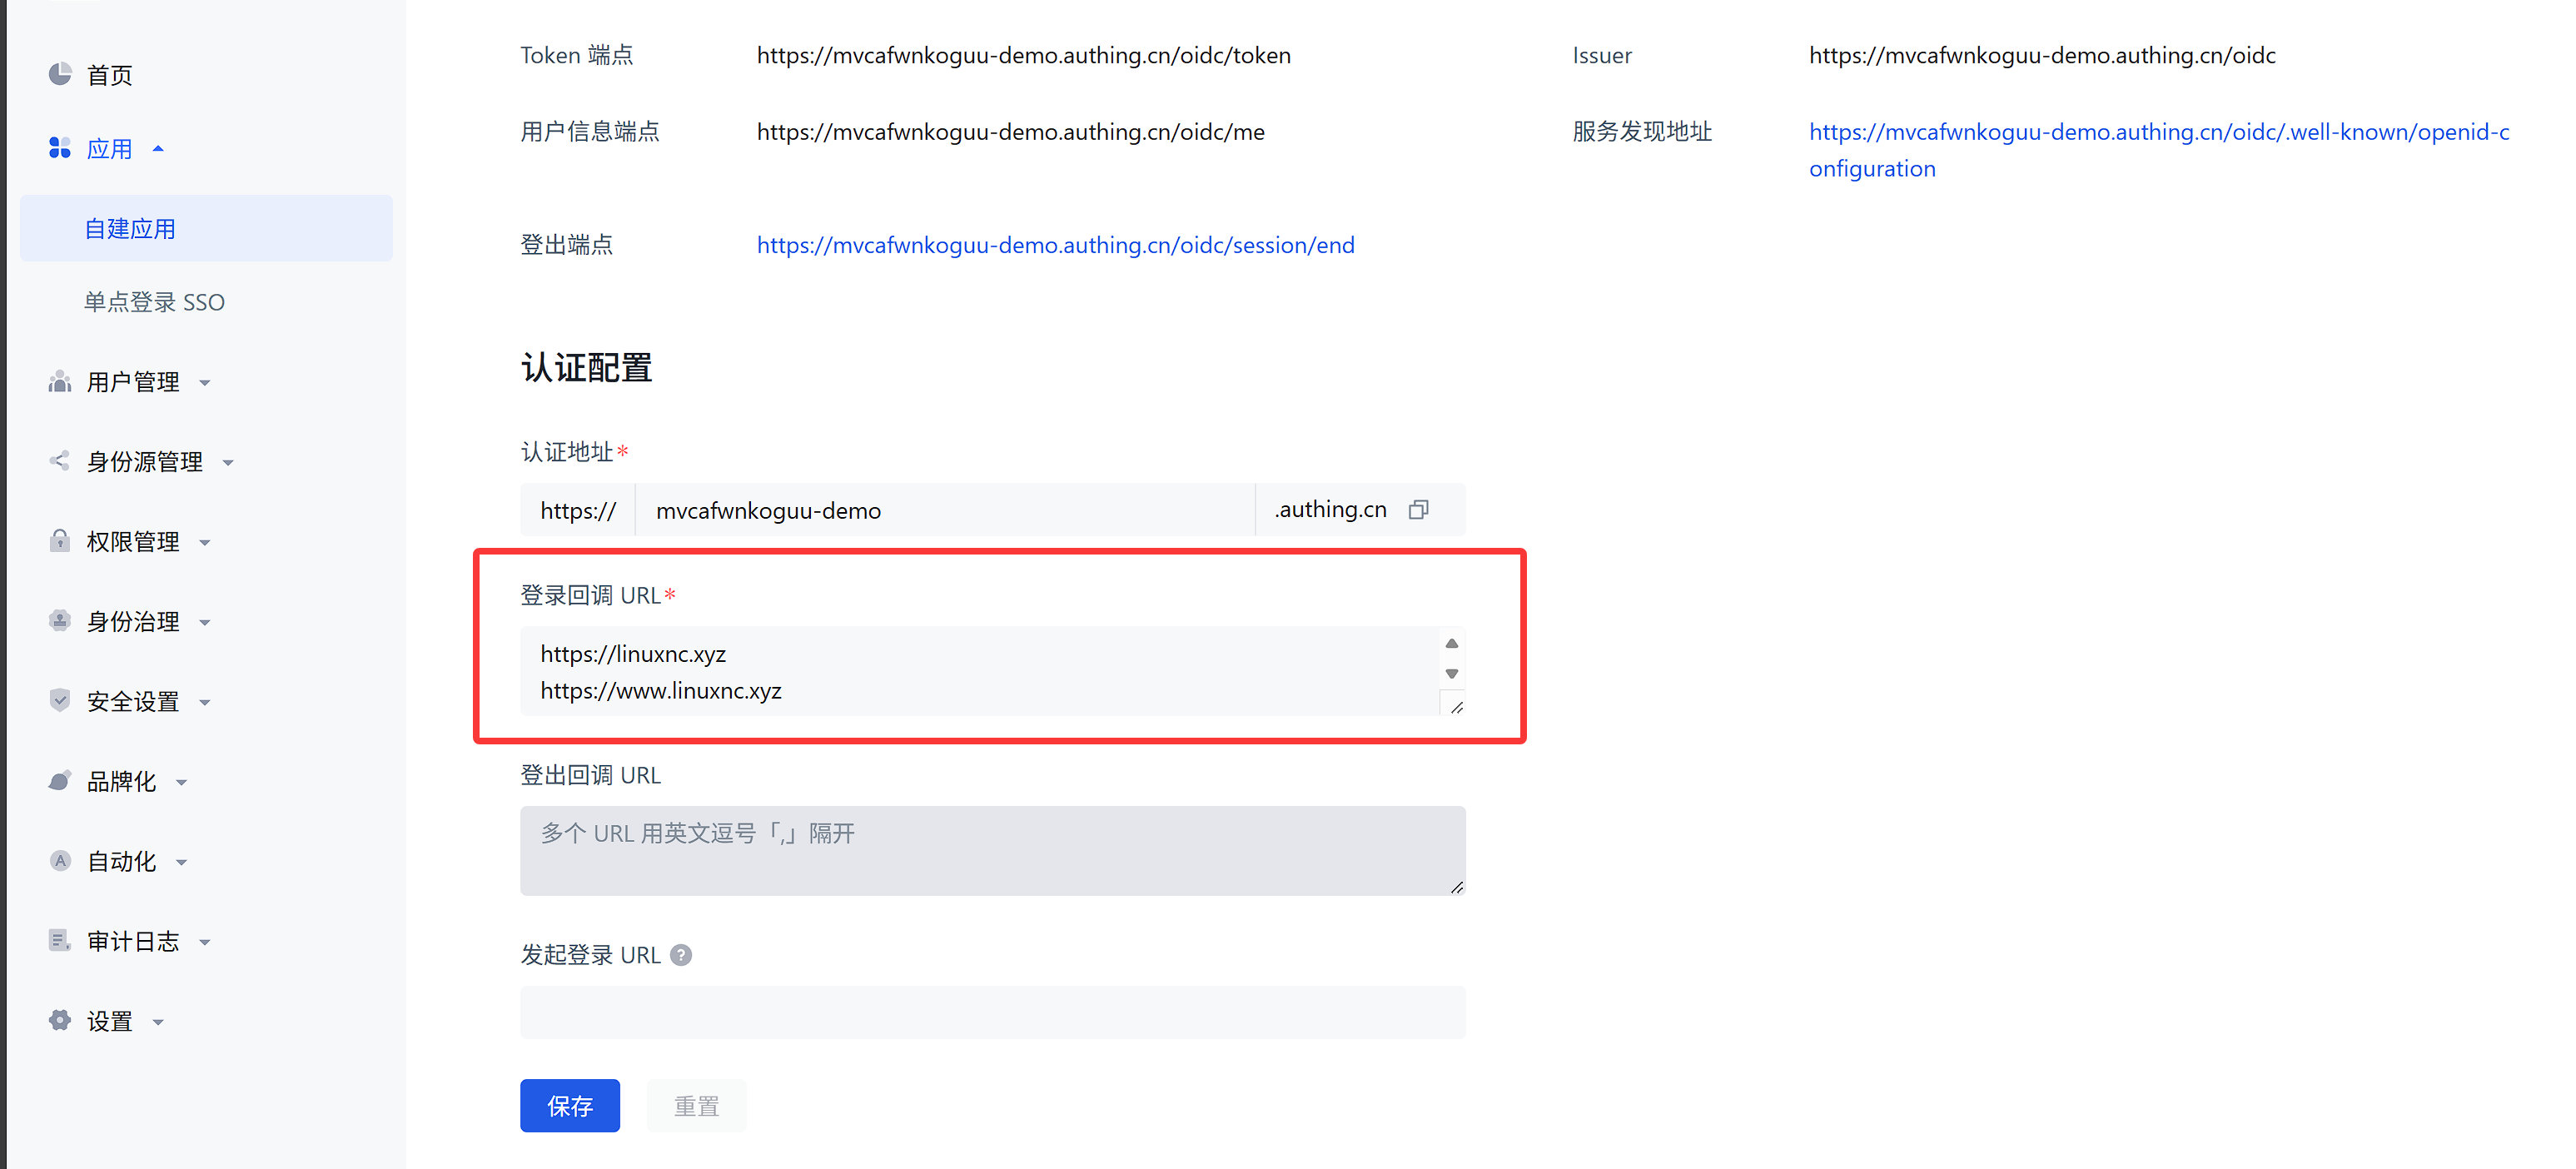 首页
应用
自建应用
单点登录 SSO
用户管理
身份源管理
权限管理
身份治理
安全设置
品牌化
自动化
审计日志
设置
Token 端点
https://mvcafwnkoguu-demo.authing.cn/oidc/token
Issuer
https://mvcafwnkoguu-demo.authing.cn/oidc
用户信息端点
https://mvcafwnkoguu-demo.authing.cn/oidc/me
服务发现地址
https://mvcafwnkoguu-demo.authing.cn/oidc/.well-known/openid-c
onfiguration
登出端点
https://mvcafwnkoguu-demo.authing.cn/oidc/session/end
认证配置
认证地址*
https:// mvcafwnkoguu-demo .authing.cn
登录回调 URL*
https://linuxnc.xyz
https://www.linuxnc.xyz
登出回调 URL
多个 URL 用英文逗号「,」隔开
发起登录 URL ?
保存 重置